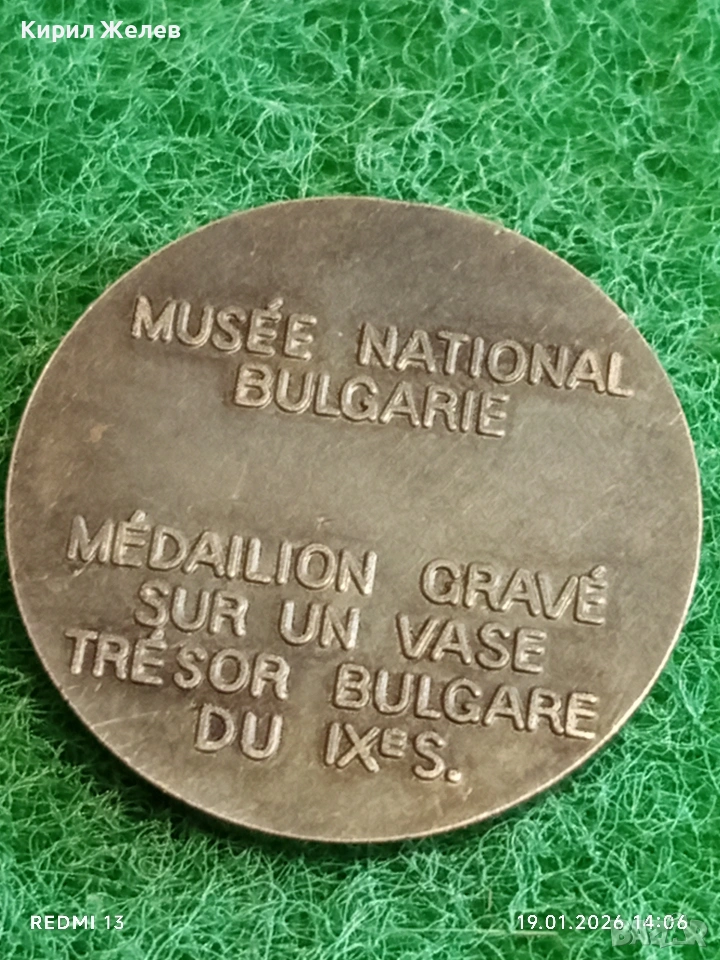 Кирил Желев
MUSÉE NATIONAL
BULGARIE
MÉDAILION GRAVÉ
SUR UN VASE
TRÉSOR BULGARE
DU IXᴱS.
REDMI 13
19.01.2026 14:06